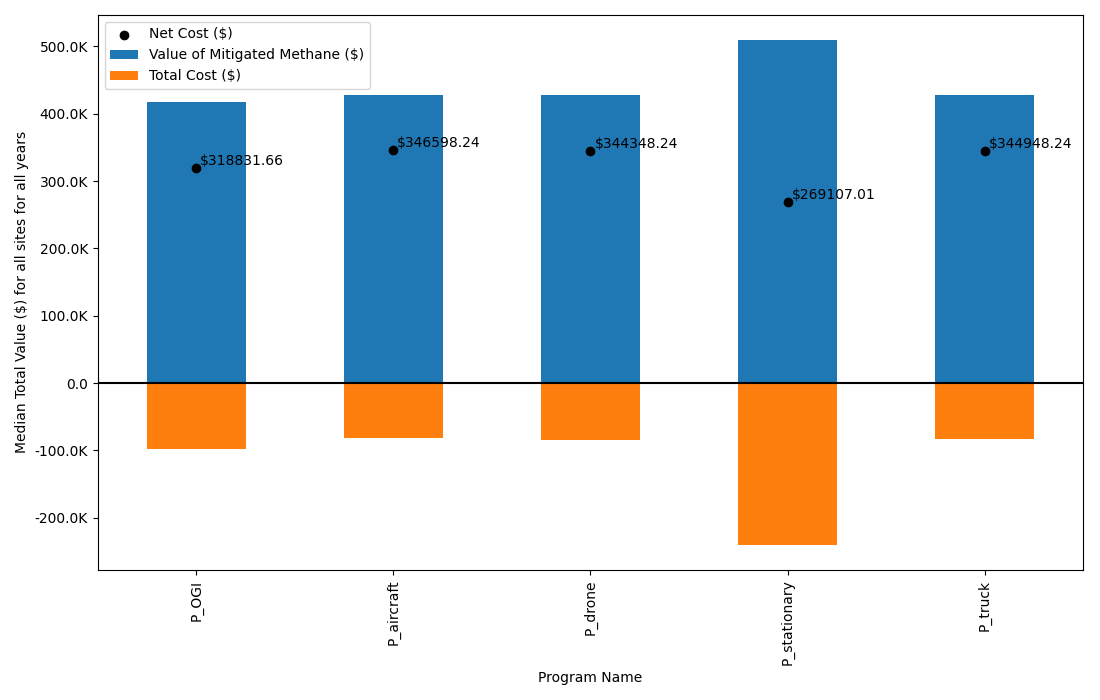 Net Cost ($)
Value of Mitigated Methane ($)
Total Cost ($)
Median Total Value ($) for all sites for all years
500.0K
400.0K
300.0K
200.0K
100.0K
0.0
-100.0K
-200.0K
$318831.66
$346598.24
$344348.24
$269107.01
$344948.24
P_OGI
P_aircraft
P_drone
P_stationary
P_truck
Program Name